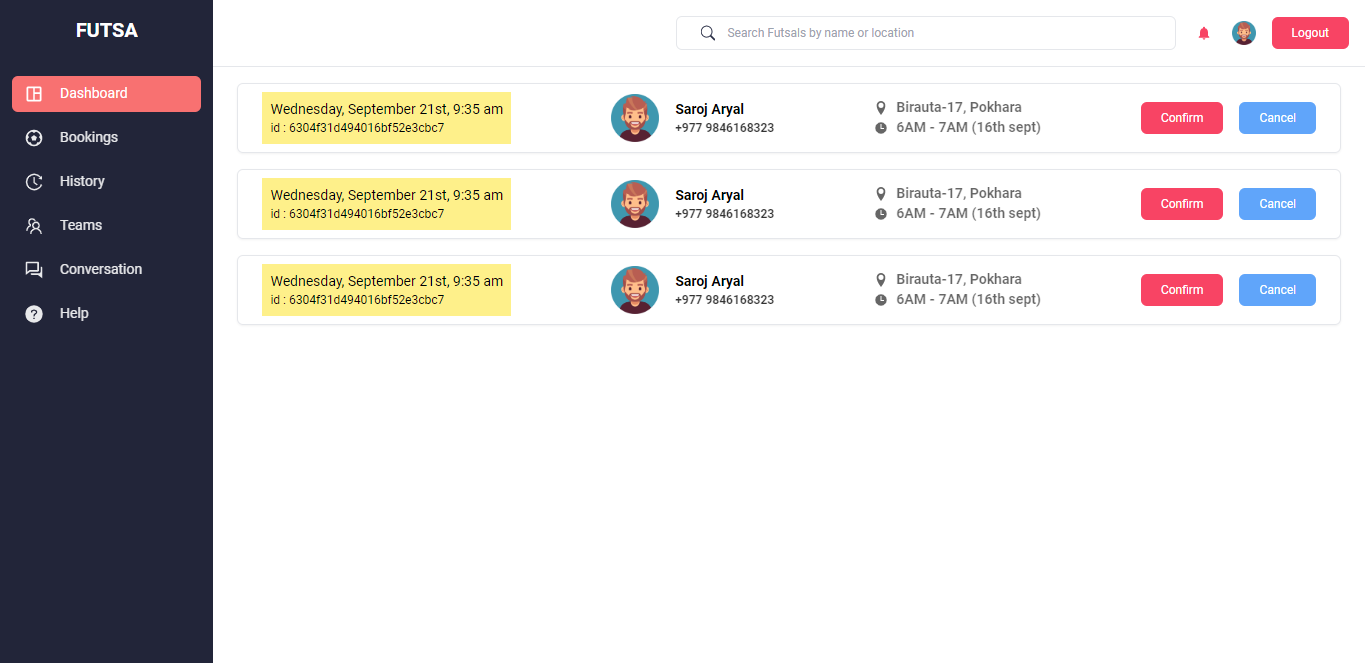 FUTSA
Search Futsals by name or location
Logout
Dashboard
Bookings
History
Teams
Conversation
Help
Wednesday, September 21st, 9:35 am
id : 6304f31d494016bf52e3cbc7
Saroj Aryal
+977 9846168323
Birauta-17, Pokhara
6AM - 7AM (16th sept)
Confirm
Cancel
Wednesday, September 21st, 9:35 am
id : 6304f31d494016bf52e3cbc7
Saroj Aryal
+977 9846168323
Birauta-17, Pokhara
6AM - 7AM (16th sept)
Confirm
Cancel
Wednesday, September 21st, 9:35 am
id : 6304f31d494016bf52e3cbc7
Saroj Aryal
+977 9846168323
Birauta-17, Pokhara
6AM - 7AM (16th sept)
Confirm
Cancel